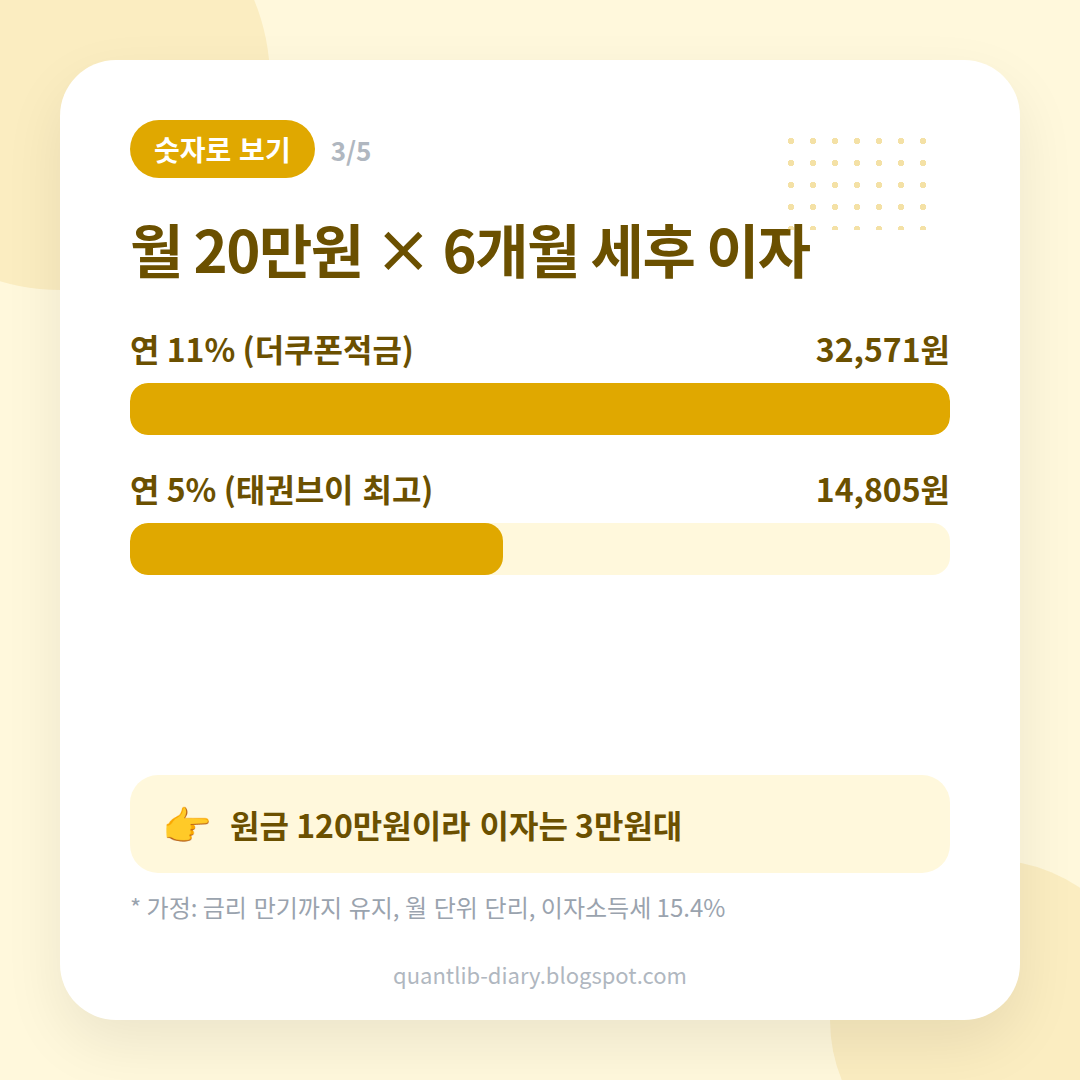 숫자로 보기 3/5
월 20만원 × 6개월 세후 이자
연 11% (더쿠폰적금) 32,571원
연 5% (태권브이 최고) 14,805원
👉 원금 120만원이라 이자는 3만원대
* 가정: 금리 만기까지 유지, 월 단위 단리, 이자소득세 15.4%
quantlib-diary.blogspot.com